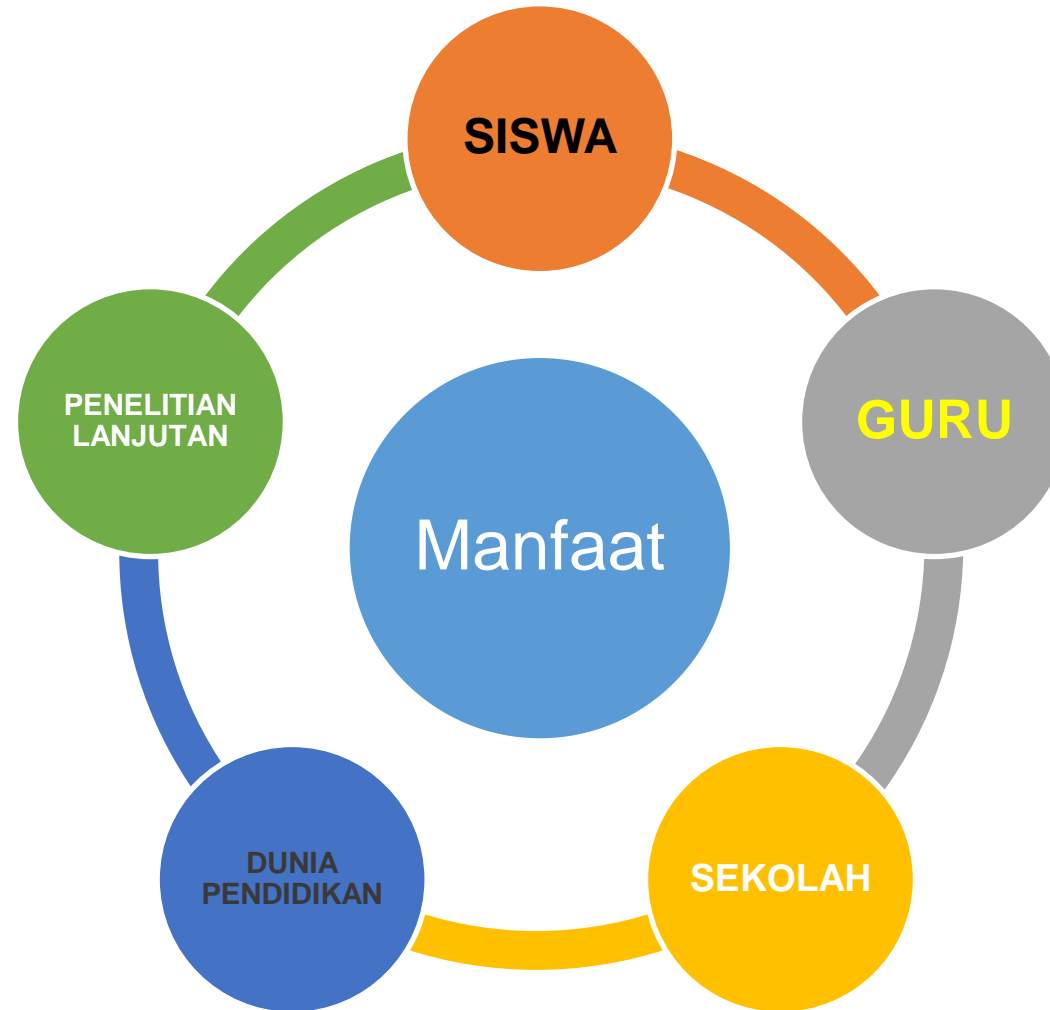 SISWA
GURU
SEKOLAH
DUNIA
PENDIDIKAN
PENELITIAN
LANJUTAN
Manfaat